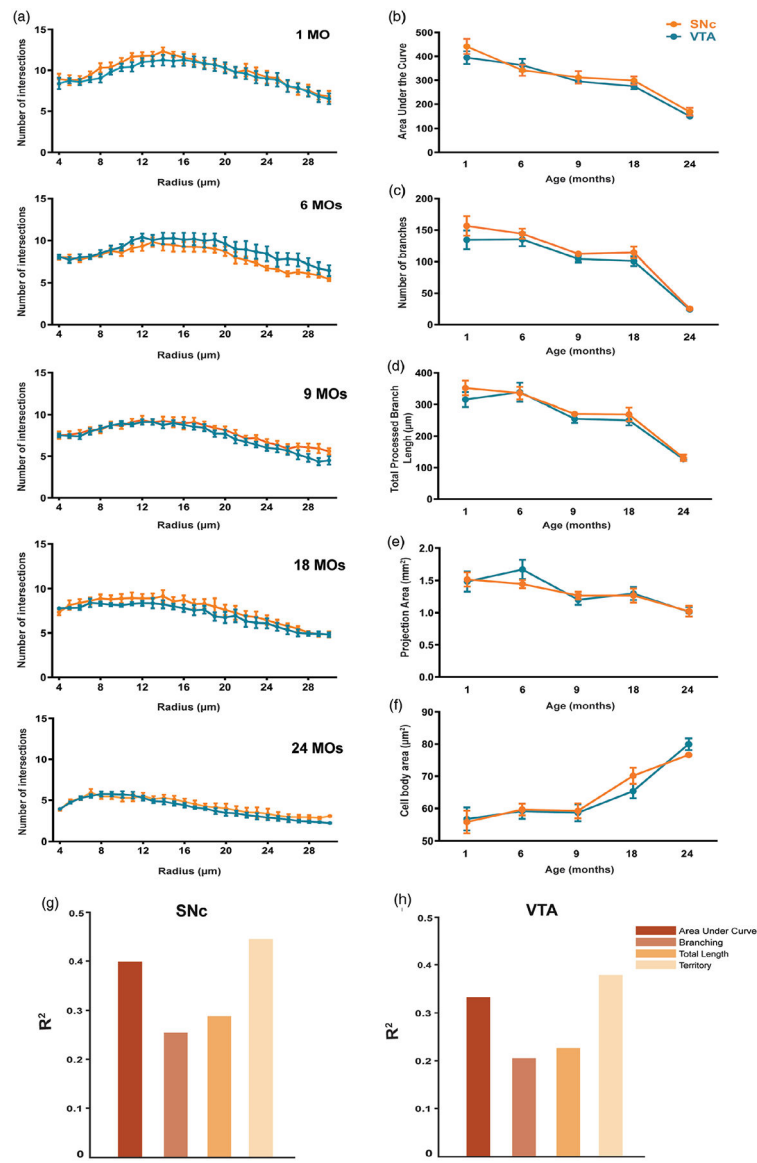 (a)
1 MO
Number of intersections
15
10
5
0
4 8 12 16 20 24 28
Radius (µm)
6 MOs
Number of intersections
15
10
5
0
4 8 12 16 20 24 28
Radius (µm)
9 MOs
Number of intersections
15
10
5
0
4 8 12 16 20 24 28
Radius (µm)
18 MOs
Number of intersections
15
10
5
0
4 8 12 16 20 24 28
Radius (µm)
24 MOs
Number of intersections
15
10
5
0
4 8 12 16 20 24 28
Radius (µm)
(b)
SNc
VTA
Area Under the Curve
500
400
300
200
100
0
1 6 9 18 24
Age (months)
(c)
Number of branches
200
150
100
50
0
1 6 9 18 24
Age (months)
(d)
Total Processed Branch
Lengh (µm)
400
300
200
100
0
1 6 9 18 24
Age (months)
(e)
Projection Area (mm²)
2.0
1.5
1.0
0.5
0.0
1 6 9 18 24
Age (months)
(f)
Cell body area (µm²)
90
80
70
60
50
1 6 9 18 24
Age (months)
(g)
SNc
R²
0.5
0.4
0.3
0.2
0.1
0
(h)
VTA
R²
0.5
0.4
0.3
0.2
0.1
0
Area Under Curve
Branching
Total Length
Territory